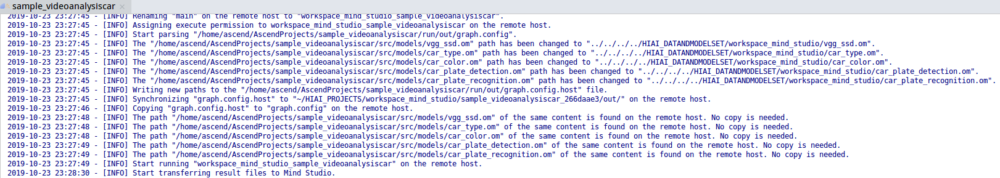 sample_videoanalysiscar
2019-10-23 23:27:45 - [INFO] Renaming "main" on the remote host to "workspace_mind_studio_sample_videoanalysiscar".
2019-10-23 23:27:45 - [INFO] Assigning execute permission to workspace_mind_studio_sample_videoanalysiscar on the remote host.
2019-10-23 23:27:45 - [INFO] Start parsing "/home/ascend/AscendProjects/sample_videoanalysiscar/run/out/graph.config".
2019-10-23 23:27:45 - [INFO] The "/home/ascend/AscendProjects/sample_videoanalysiscar/src/models/vgg_ssd.om" path has been changed to "../../../../HIAI_DATANDMODELSET/workspace_mind_studio/vgg_ssd.om".
2019-10-23 23:27:45 - [INFO] The "/home/ascend/AscendProjects/sample_videoanalysiscar/src/models/car_type.om" path has been changed to "../../../../HIAI_DATANDMODELSET/workspace_mind_studio/car_type.om".
2019-10-23 23:27:45 - [INFO] The "/home/ascend/AscendProjects/sample_videoanalysiscar/src/models/car_color.om" path has been changed to "../../../../HIAI_DATANDMODELSET/workspace_mind_studio/car_color.om".
2019-10-23 23:27:45 - [INFO] The "/home/ascend/AscendProjects/sample_videoanalysiscar/src/models/car_plate_detection.om" path has been changed to "../../../../HIAI_DATANDMODELSET/workspace_mind_studio/car_plate_detection.om".
2019-10-23 23:27:45 - [INFO] The "/home/ascend/AscendProjects/sample_videoanalysiscar/src/models/car_plate_recognition.om" path has been changed to "../../../../HIAI_DATANDMODELSET/workspace_mind_studio/car_plate_recognition.om".
2019-10-23 23:27:45 - [INFO] Writing new paths to the "/home/ascend/AscendProjects/sample_videoanalysiscar/run/out/graph.config.host" file.
2019-10-23 23:27:45 - [INFO] Synchronizing "graph.config.host" to "~/HIAI_PROJECTS/workspace_mind_studio/sample_videoanalysiscar_266daae3/out/" on the remote host.
2019-10-23 23:27:46 - [INFO] Copying "graph.config.host" to "graph.config" on the remote host.
2019-10-23 23:27:48 - [INFO] The path "/home/ascend/AscendProjects/sample_videoanalysiscar/src/models/vgg_ssd.om" of the same content is found on the remote host. No copy is needed.
2019-10-23 23:27:48 - [INFO] The path "/home/ascend/AscendProjects/sample_videoanalysiscar/src/models/car_type.om" of the same content is found on the remote host. No copy is needed.
2019-10-23 23:27:48 - [INFO] The path "/home/ascend/AscendProjects/sample_videoanalysiscar/src/models/car_color.om" of the same content is found on the remote host. No copy is needed.
2019-10-23 23:27:49 - [INFO] The path "/home/ascend/AscendProjects/sample_videoanalysiscar/src/models/car_plate_detection.om" of the same content is found on the remote host. No copy is needed.
2019-10-23 23:27:49 - [INFO] The path "/home/ascend/AscendProjects/sample_videoanalysiscar/src/models/car_plate_recognition.om" of the same content is found on the remote host. No copy is needed.
2019-10-23 23:27:49 - [INFO] Start running "workspace_mind_studio_sample_videoanalysiscar" on the remote host.
2019-10-23 23:28:30 - [INFO] Start transferring result files to Mind Studio.